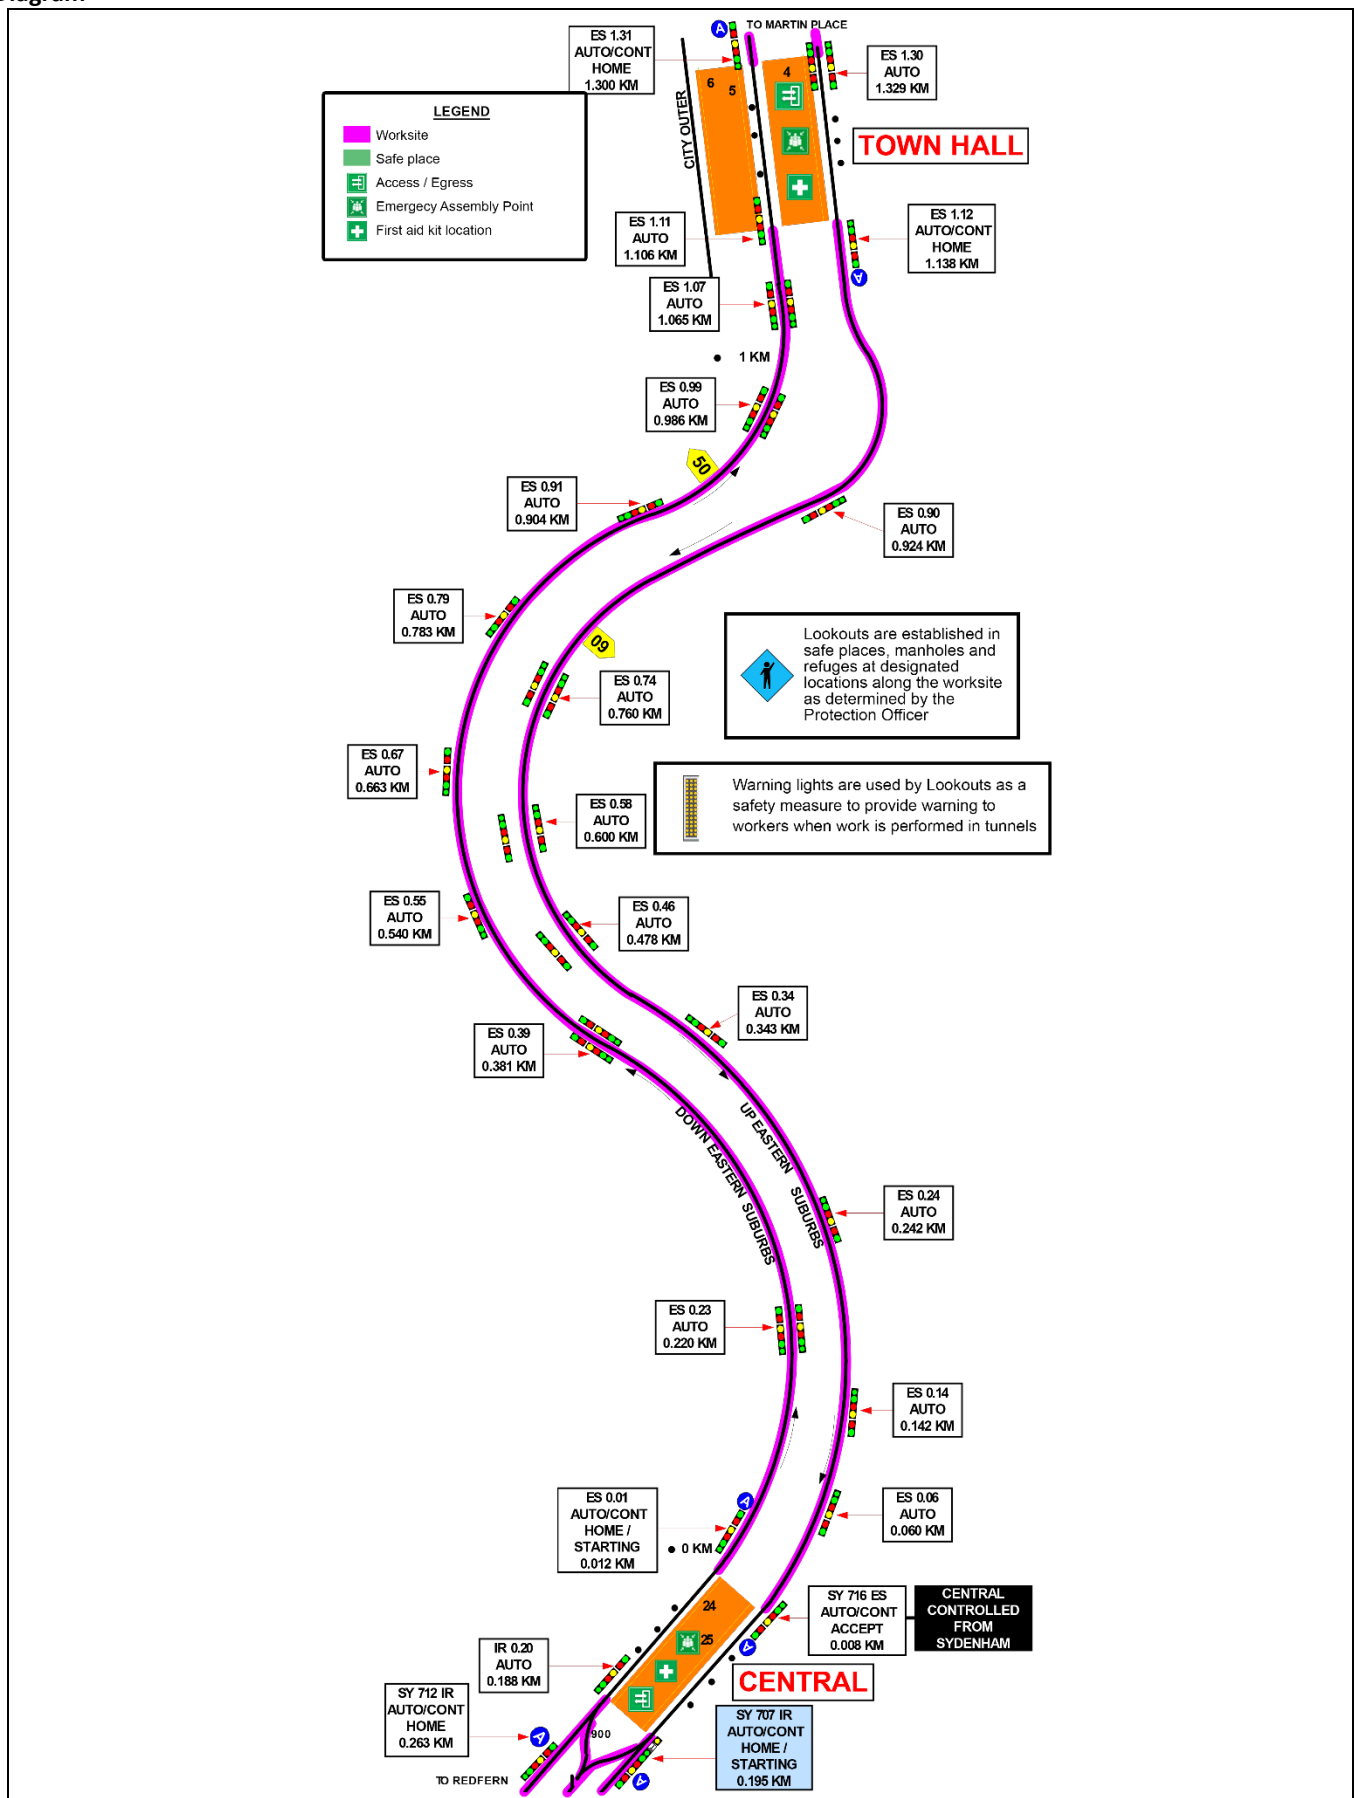 Diagram
TO MARTIN PLACE
A
ES 1.31
AUTO/CONT
HOME
1.300 KM
ES 1.30
AUTO
1.329 KM
6
5
4
CITY OUTER
TOWN HALL
LEGEND
Worksite
Safe place
Access / Egress
Emergecy Assembly Point
First aid kit location
ES 1.11
AUTO
1.106 KM
ES 1.12
AUTO/CONT
HOME
1.138 KM
A
ES 1.07
AUTO
1.065 KM
1 KM
ES 0.99
AUTO
0.986 KM
50
ES 0.91
AUTO
0.904 KM
ES 0.90
AUTO
0.924 KM
ES 0.79
AUTO
0.783 KM
60
Lookouts are established in
safe places, manholes and
refuges at designated
locations along the worksite
as determined by the
Protection Officer
ES 0.74
AUTO
0.760 KM
ES 0.67
AUTO
0.663 KM
Warning lights are used by Lookouts as a
safety measure to provide warning to
workers when work is performed in tunnels
ES 0.58
AUTO
0.600 KM
ES 0.55
AUTO
0.540 KM
ES 0.46
AUTO
0.478 KM
ES 0.34
AUTO
0.343 KM
ES 0.39
AUTO
0.381 KM
DOWN EASTERN SUBURBS
UP EASTERN SUBURBS
ES 0.24
AUTO
0.242 KM
ES 0.23
AUTO
0.220 KM
ES 0.14
AUTO
0.142 KM
ES 0.01
AUTO/CONT
HOME /
STARTING
0.012 KM
A
0 KM
ES 0.06
AUTO
0.060 KM
24
25
SY 716 ES
AUTO/CONT
ACCEPT
0.008 KM
CENTRAL
CONTROLLED
FROM
SYDENHAM
A
IR 0.20
AUTO
0.188 KM
CENTRAL
SY 712 IR
AUTO/CONT
HOME
0.263 KM
A
900
SY 707 IR
AUTO/CONT
HOME /
STARTING
0.195 KM
A
TO REDFERN